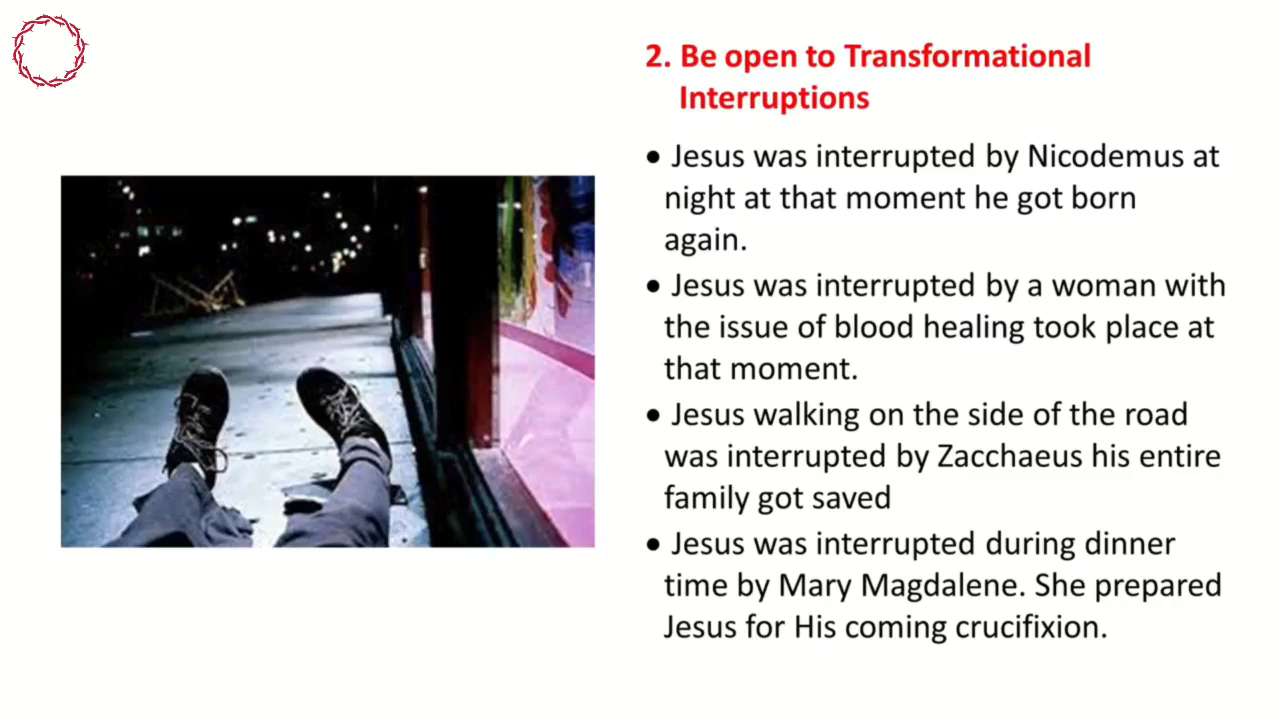 2. Be open to Transformational
Interruptions
• Jesus was interrupted by Nicodemus at
night at that moment he got born
again.
• Jesus was interrupted by a woman with
the issue of blood healing took place at
that moment.
• Jesus walking on the side of the road
was interrupted by Zacchaeus his entire
family got saved
• Jesus was interrupted during dinner
time by Mary Magdalene. She prepared
Jesus for His coming crucifixion.